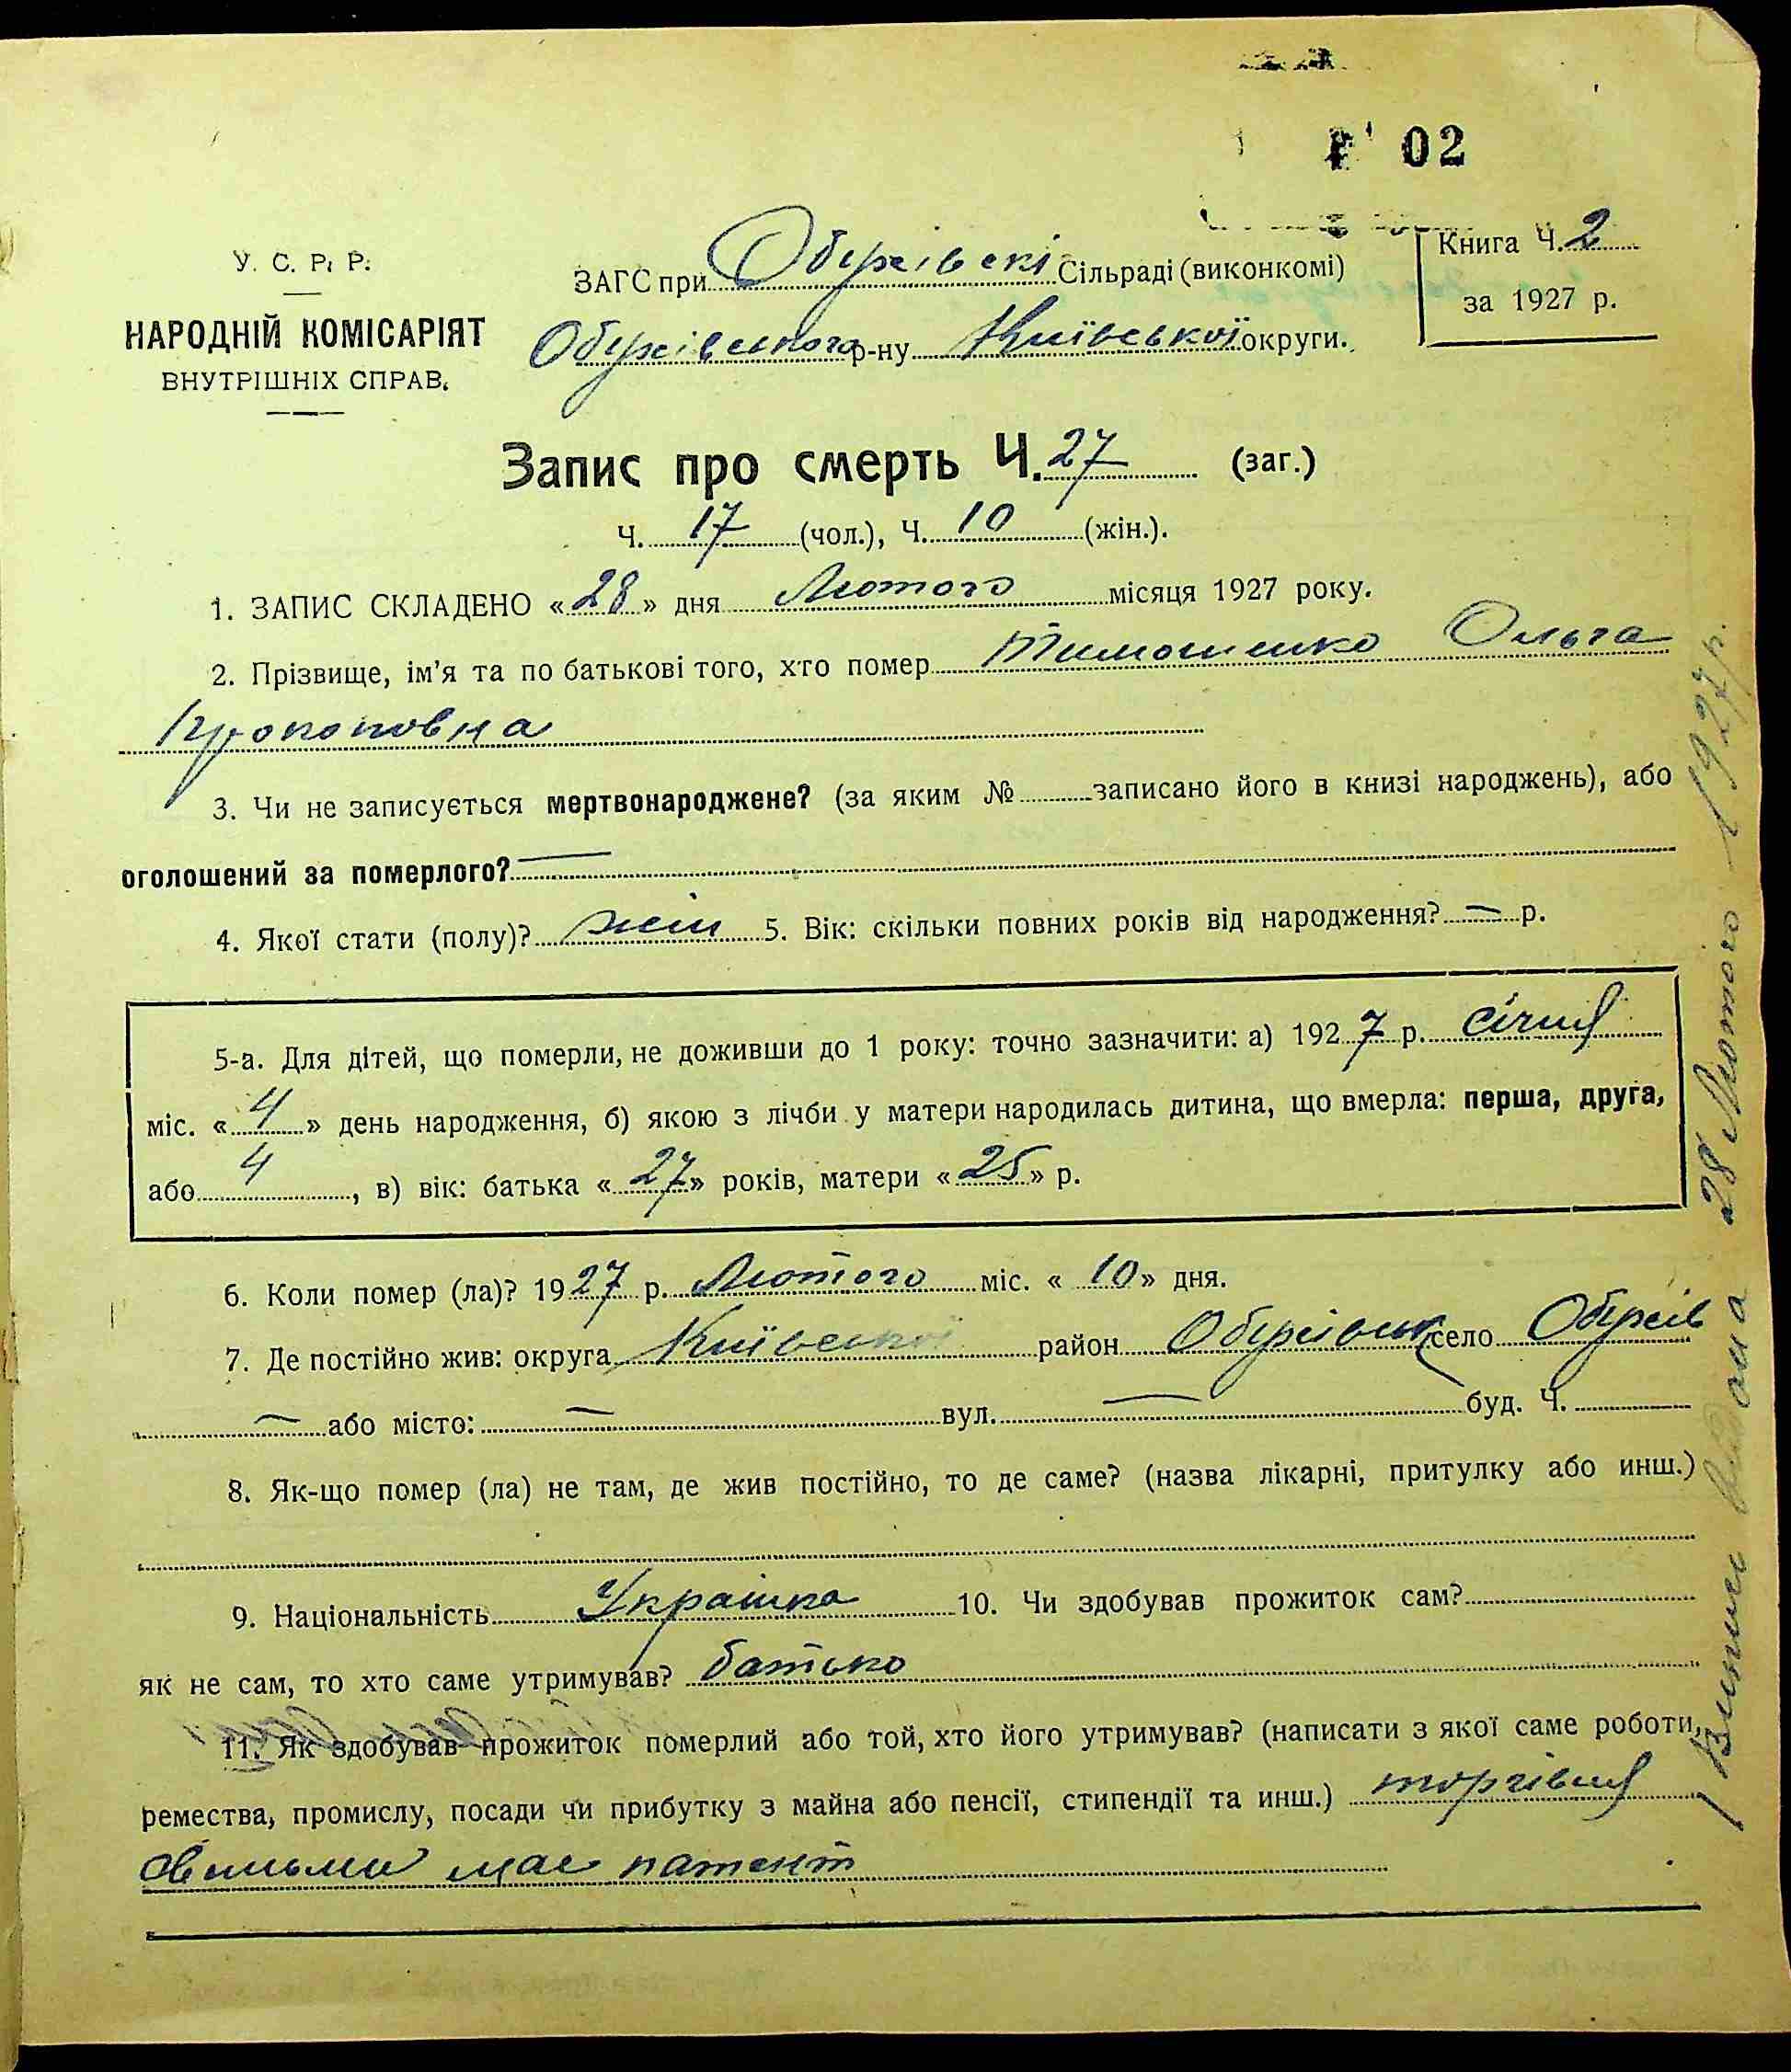 02
У. С. Р. Р.
НАРОДНІЙ КОМІСАРІЯТ
ВНУТРІШНІХ СПРАВ.
ЗАГС при Обухівскі Сільраді (виконкомі)
Обухівського р-ну Київської округи.
Книга Ч. 2
за 1927 р.
Запис про смерть Ч. 27 (заг.)
Ч. 17 (чол.), Ч. 10 (жін.).
1. ЗАПИС СКЛАДЕНО «28» дня Лютого місяця 1927 року.
2. Прізвище, ім'я та по батькові того, хто помер Тимошенко Ольга
Прокоповна
3. Чи не записується мертвонароджене? (за яким № записано його в книзі народжень), або
оголошений за померлого? —
4. Якої стати (полу)? жін 5. Вік: скільки повних років від народження? — р.
5-а. Для дітей, що померли, не доживши до 1 року: точно зазначити: а) 1927 р. січня
міс. «4» день народження, б) якою з лічби у матери народилась дитина, що вмерла: перша, друга,
або 4, в) вік: батька «27» років, матери «25» р.
6. Коли помер (ла)? 1927 р. Лютого міс. «10» дня.
7. Де постійно жив: округа Київської район Обухівськ село Обухів
— або місто: — вул. — буд. Ч.
8. Як-що помер (ла) не там, де жив постійно, то де саме? (назва лікарні, притулку або инш.)
9. Національність Українка 10. Чи здобував прожиток сам?
як не сам, то хто саме утримував? батько
11. Як здобував прожиток померлий або той, хто його утримував? (написати з якої саме роботи,
ремества, промислу, посади чи прибутку з майна або пенсії, стипендії та инш.) торгівля
свиньми має патент
Витис видана 28 Лютого 1927 р.